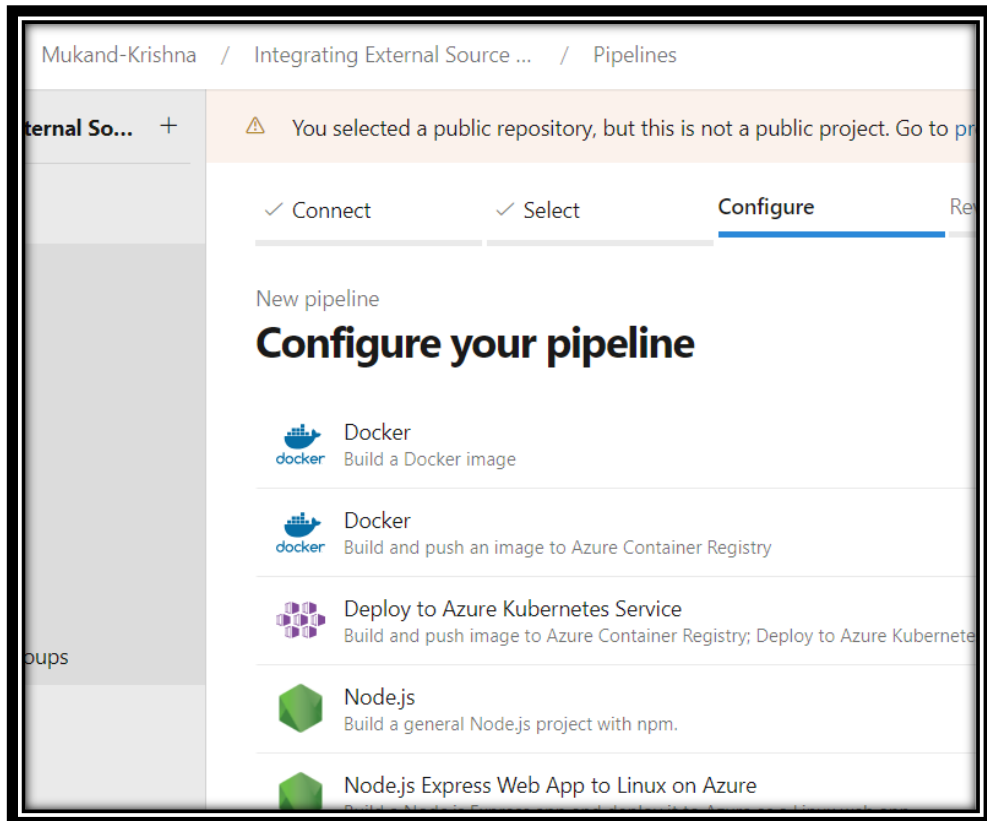 Mukand-Krishna / Integrating External Source ... / Pipelines
ternal So... +
You selected a public repository, but this is not a public project. Go to pr
Connect
Select
Configure
Rev
New pipeline
Configure your pipeline
docker
Docker
Build a Docker image
docker
Docker
Build and push an image to Azure Container Registry
Deploy to Azure Kubernetes Service
Build and push image to Azure Container Registry; Deploy to Azure Kubernete
oups
Node.js
Build a general Node.js project with npm.
Node.js Express Web App to Linux on Azure